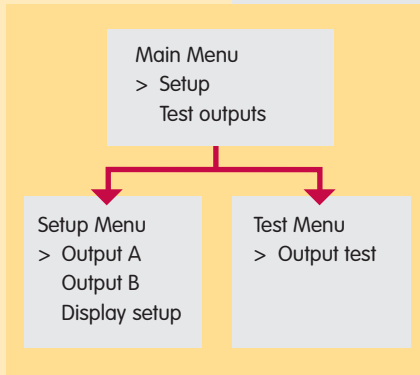 Main Menu
> Setup
Test outputs
Setup Menu
> Output A
Output B
Display setup
Test Menu
> Output test